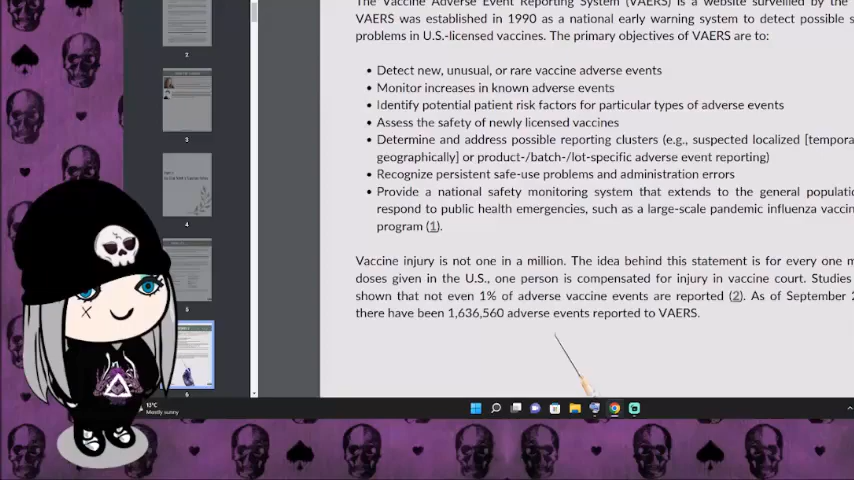 The Vaccine Adverse Event Reporting System (VAERS) is a website surveilled by the
VAERS was established in 1990 as a national early warning system to detect possible s
problems in U.S.-licensed vaccines. The primary objectives of VAERS are to:
• Detect new, unusual, or rare vaccine adverse events
• Monitor increases in known adverse events
• Identify potential patient risk factors for particular types of adverse events
• Assess the safety of newly licensed vaccines
• Determine and address possible reporting clusters (e.g., suspected localized [tempora
geographically] or product-/batch-/lot-specific adverse event reporting)
• Recognize persistent safe-use problems and administration errors
• Provide a national safety monitoring system that extends to the general populatio
respond to public health emergencies, such as a large-scale pandemic influenza vaccin
program (1).
Vaccine injury is not one in a million. The idea behind this statement is for every one m
doses given in the U.S., one person is compensated for injury in vaccine court. Studies
shown that not even 1% of adverse vaccine events are reported (2). As of September 2
there have been 1,636,560 adverse events reported to VAERS.
2
3
4
5
6
13°C
Mostly sunny